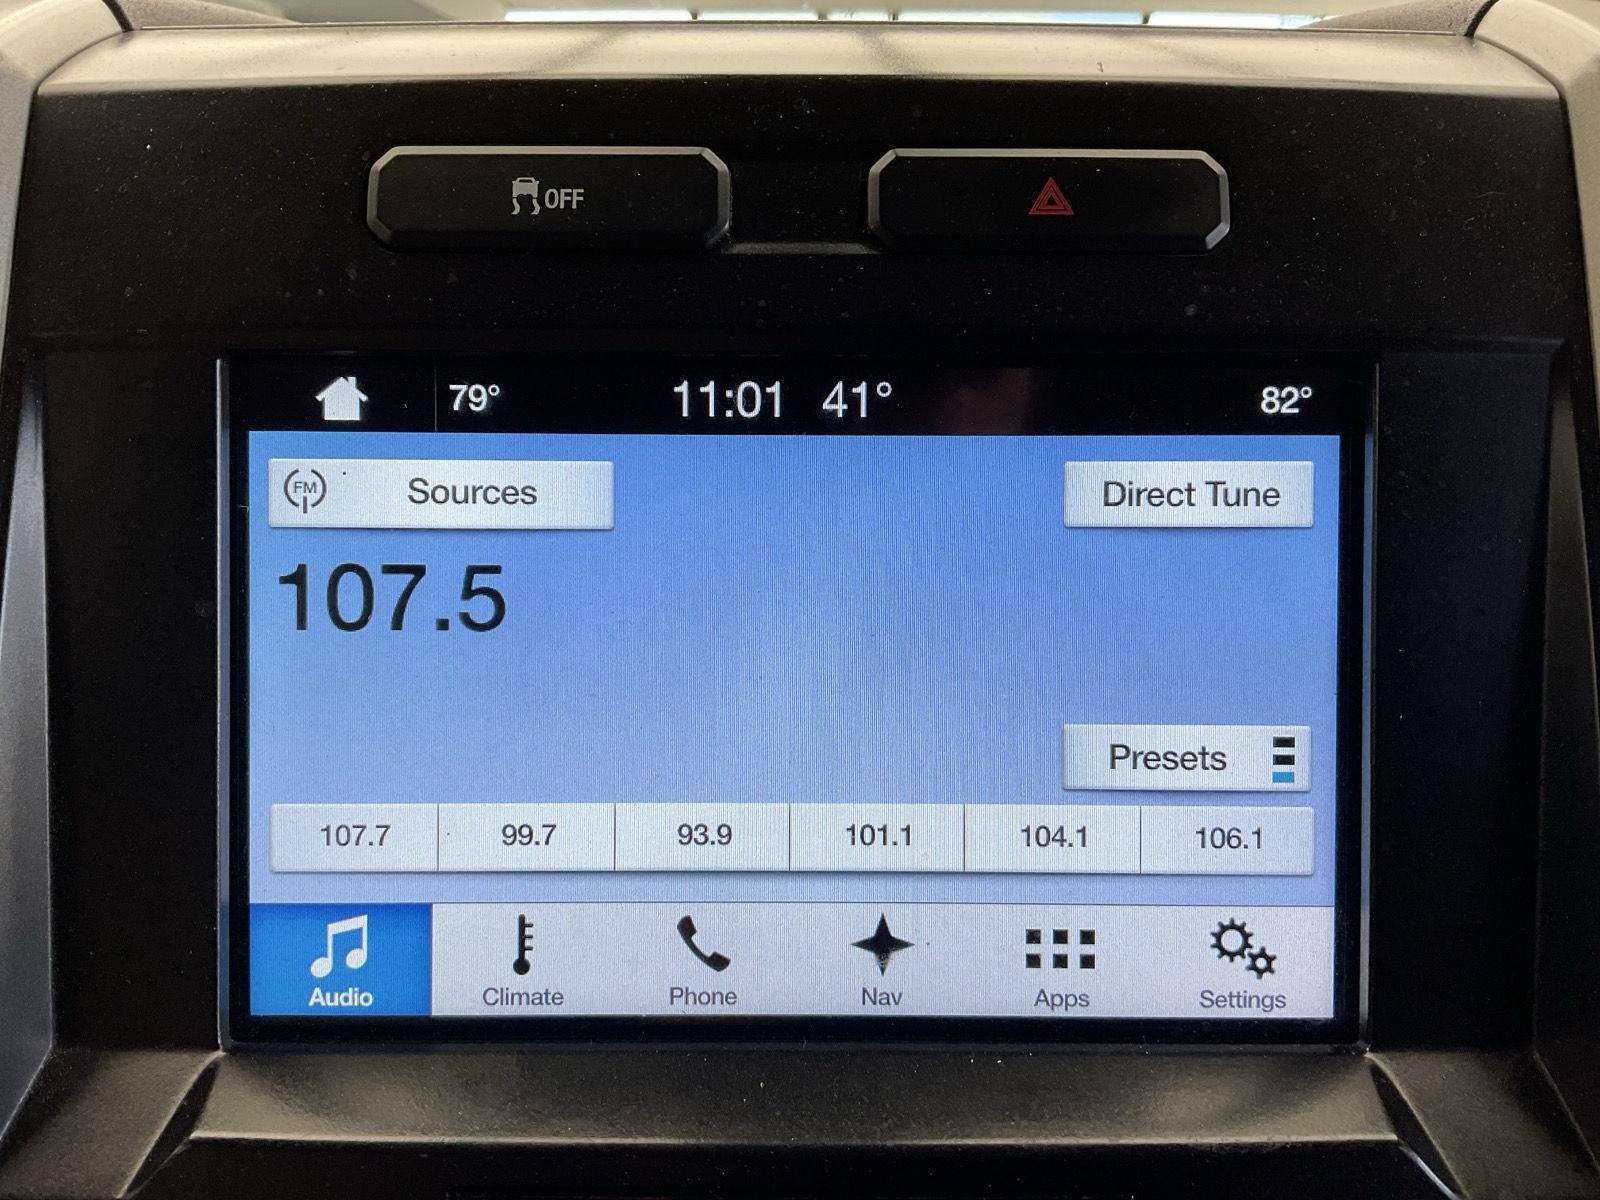 OFF
79° 11:01 41° 82°
FM Sources Direct Tune
107.5
Presets
107.7 99.7 93.9 101.1 104.1 106.1
Audio Climate Phone Nav Apps Settings